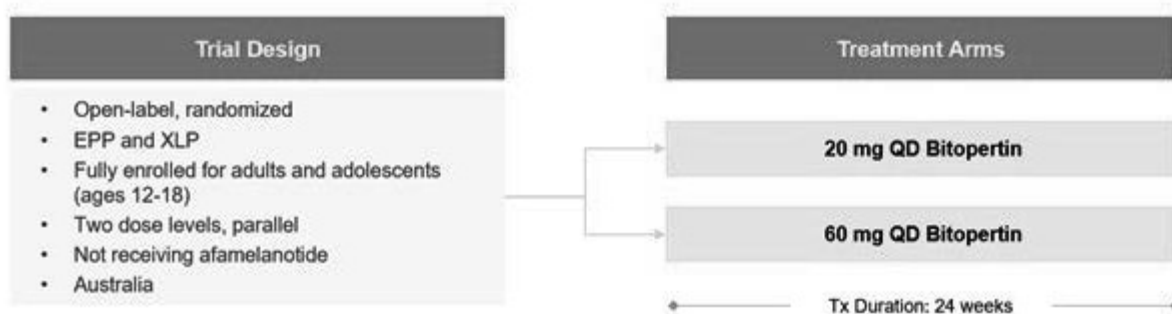 Trial Design
• Open-label, randomized
• EPP and XLP
• Fully enrolled for adults and adolescents
(ages 12-18)
• Two dose levels, parallel
• Not receiving afamelanotide
• Australia
Treatment Arms
20 mg QD Bitopertin
60 mg QD Bitopertin
Tx Duration: 24 weeks